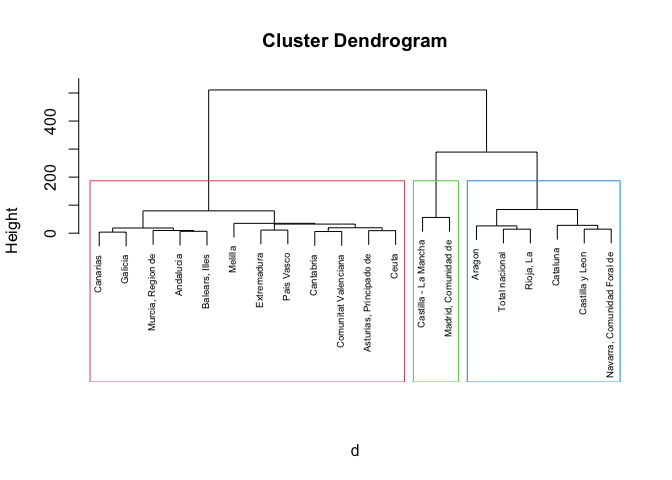 Cluster Dendrogram
Height
0
200
400
Canarias
Galicia
Murcia, Region de
Andalucia
Balears, Illes
Melilla
Extremadura
Pais Vasco
Cantabria
Comunitat Valenciana
Asturias, Principado de
Ceuta
Castilla - La Mancha
Madrid, Comunidad de
Aragon
Total nacional
Rioja, La
Cataluna
Castilla y Leon
Navarra, Comunidad Foral de
d